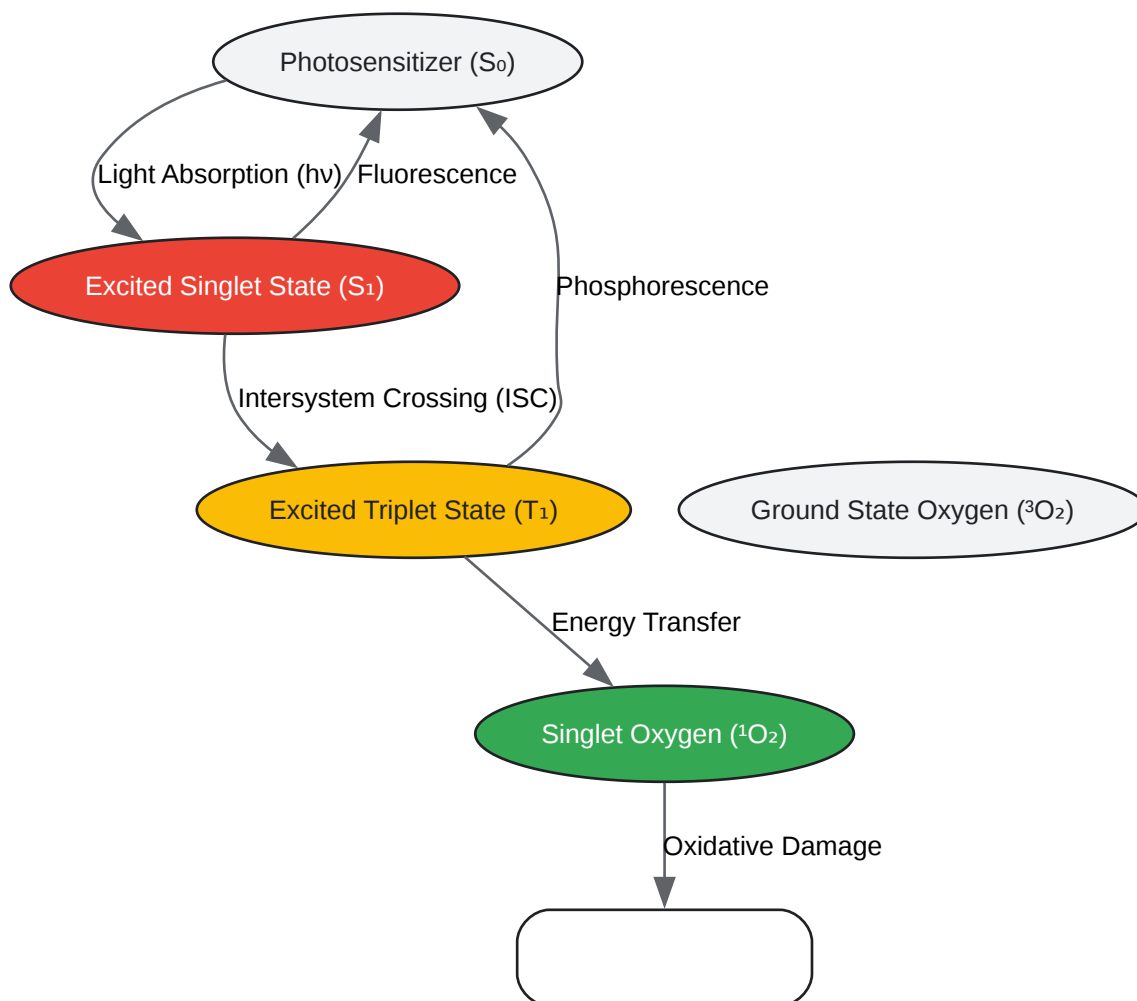 Photosensitizer (S₀)
Light Absorption (hν)
Fluorescence
Excited Singlet State (S₁)
Phosphorescence
Intersystem Crossing (ISC)
Excited Triplet State (T₁)
Ground State Oxygen (³O₂)
Energy Transfer
Singlet Oxygen (¹O₂)
Oxidative Damage